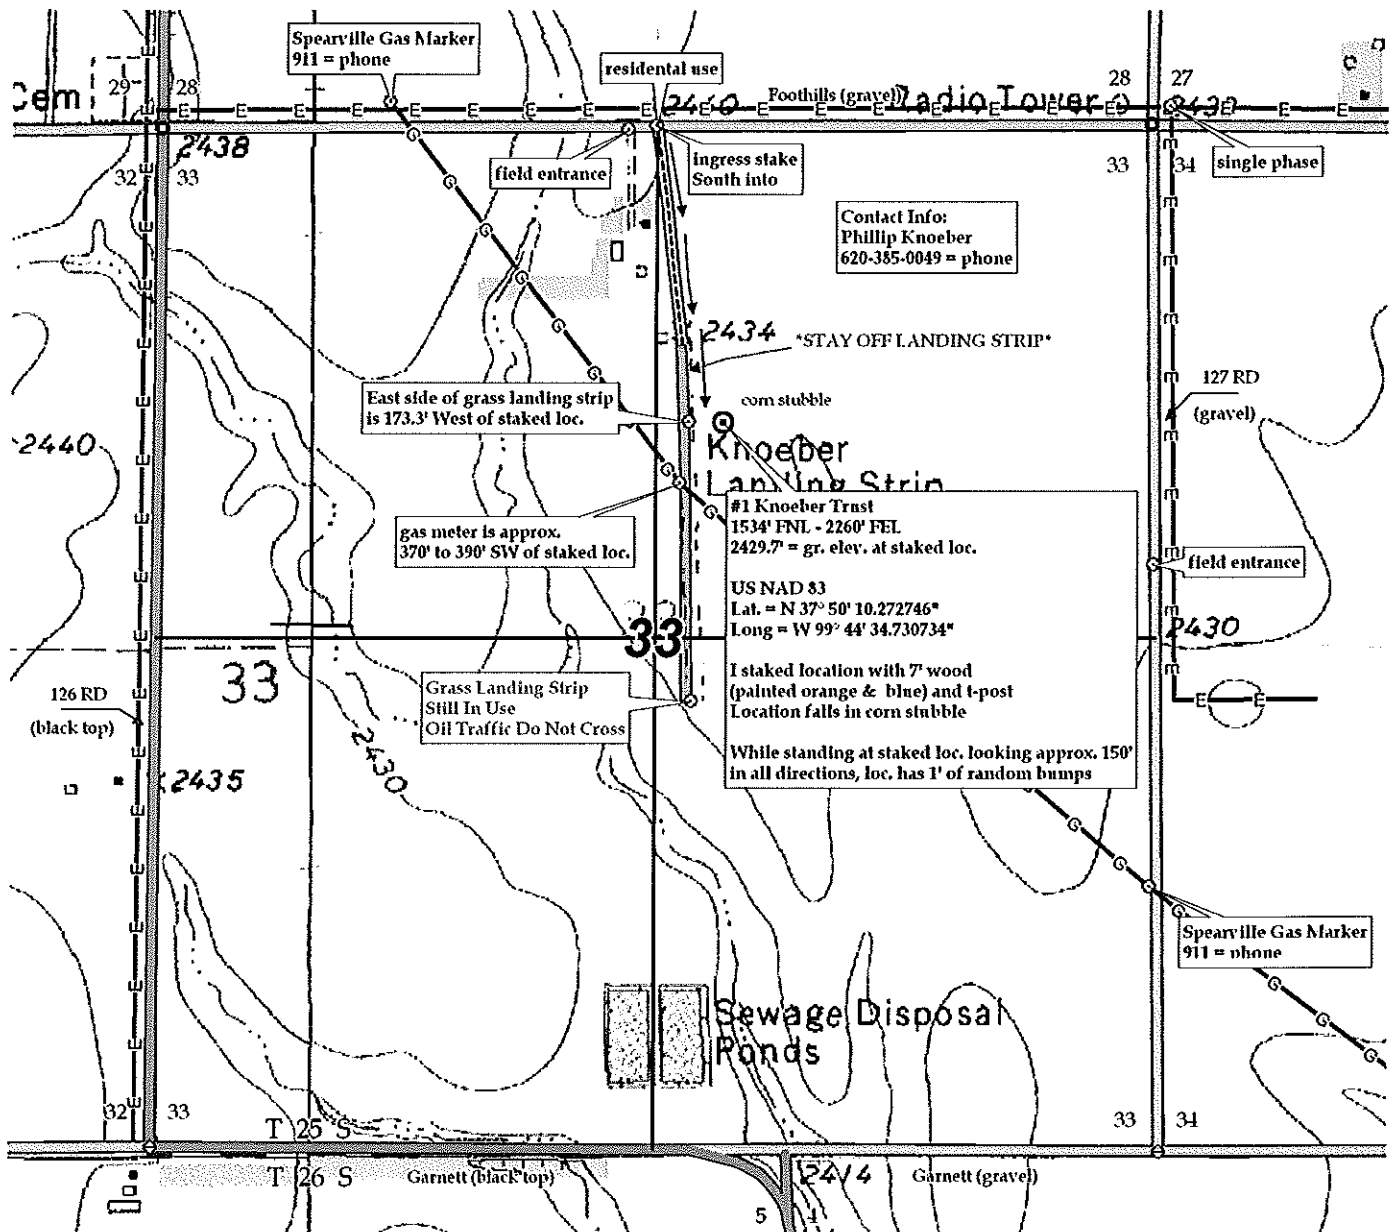 Spearville Gas Marker
911 = phone
residental use
29 28
28 27
Cem
Foothills (gravel)
Radio Tower
2440
2430
2438
32 33
33 34
field entrance
ingress stake
South into
single phase
Contact Info:
Phillip Knoeber
620-385-0049 = phone
2434
*STAY OFF LANDING STRIP*
127 RD
(gravel)
East side of grass landing strip
is 173.3' West of staked loc.
corn stubble
2440
Knoeber
Landing Strip
gas meter is approx.
370' to 390' SW of staked loc.
#1 Knoeber Trust
1534' FNL - 2260' FEL
2429.7' = gr. elev. at staked loc.
US NAD 83
Lat. = N 37° 50' 10.272746"
Long = W 99° 44' 34.730734"
I staked location with 7' wood
(painted orange & blue) and t-post
Location falls in corn stubble
While standing at staked loc. looking approx. 150'
in all directions, loc. has 1' of random bumps
field entrance
33
2430
33
Grass Landing Strip
Still In Use
Oil Traffic Do Not Cross
126 RD
(black top)
2430
2435
Spearville Gas Marker
911 = phone
Sewage Disposal
Ponds
32 33
33 34
T 25 S
T 26 S
Garnett (black top)
2414
Garnett (gravel)
5 4
E E E E E E E E E E E E E E E E E E E E E
G G G G G G G G G G G G G G G G G